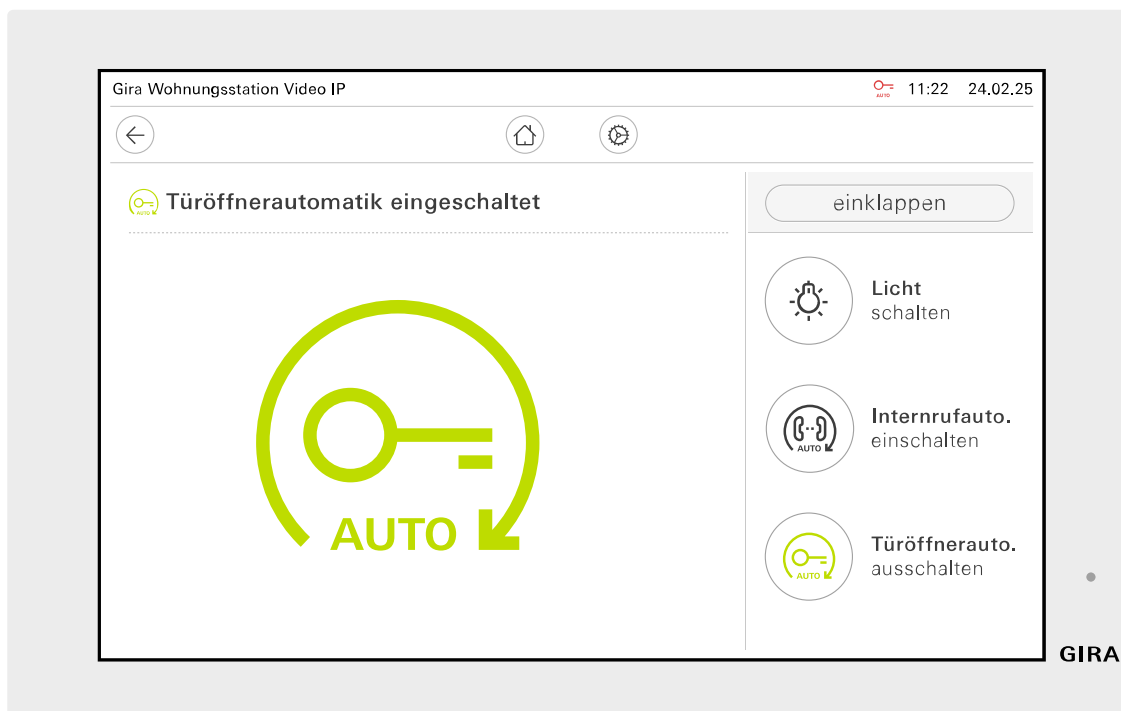 Gira Wohnungsstation Video IP
AUTO 11:22 24.02.25
AUTO Türöffnerautomatik eingeschaltet
einklappen
Licht
schalten
AUTO
Internrufauto.
einschalten
AUTO
AUTO
Türöffnerauto.
ausschalten
AUTO
GIRA